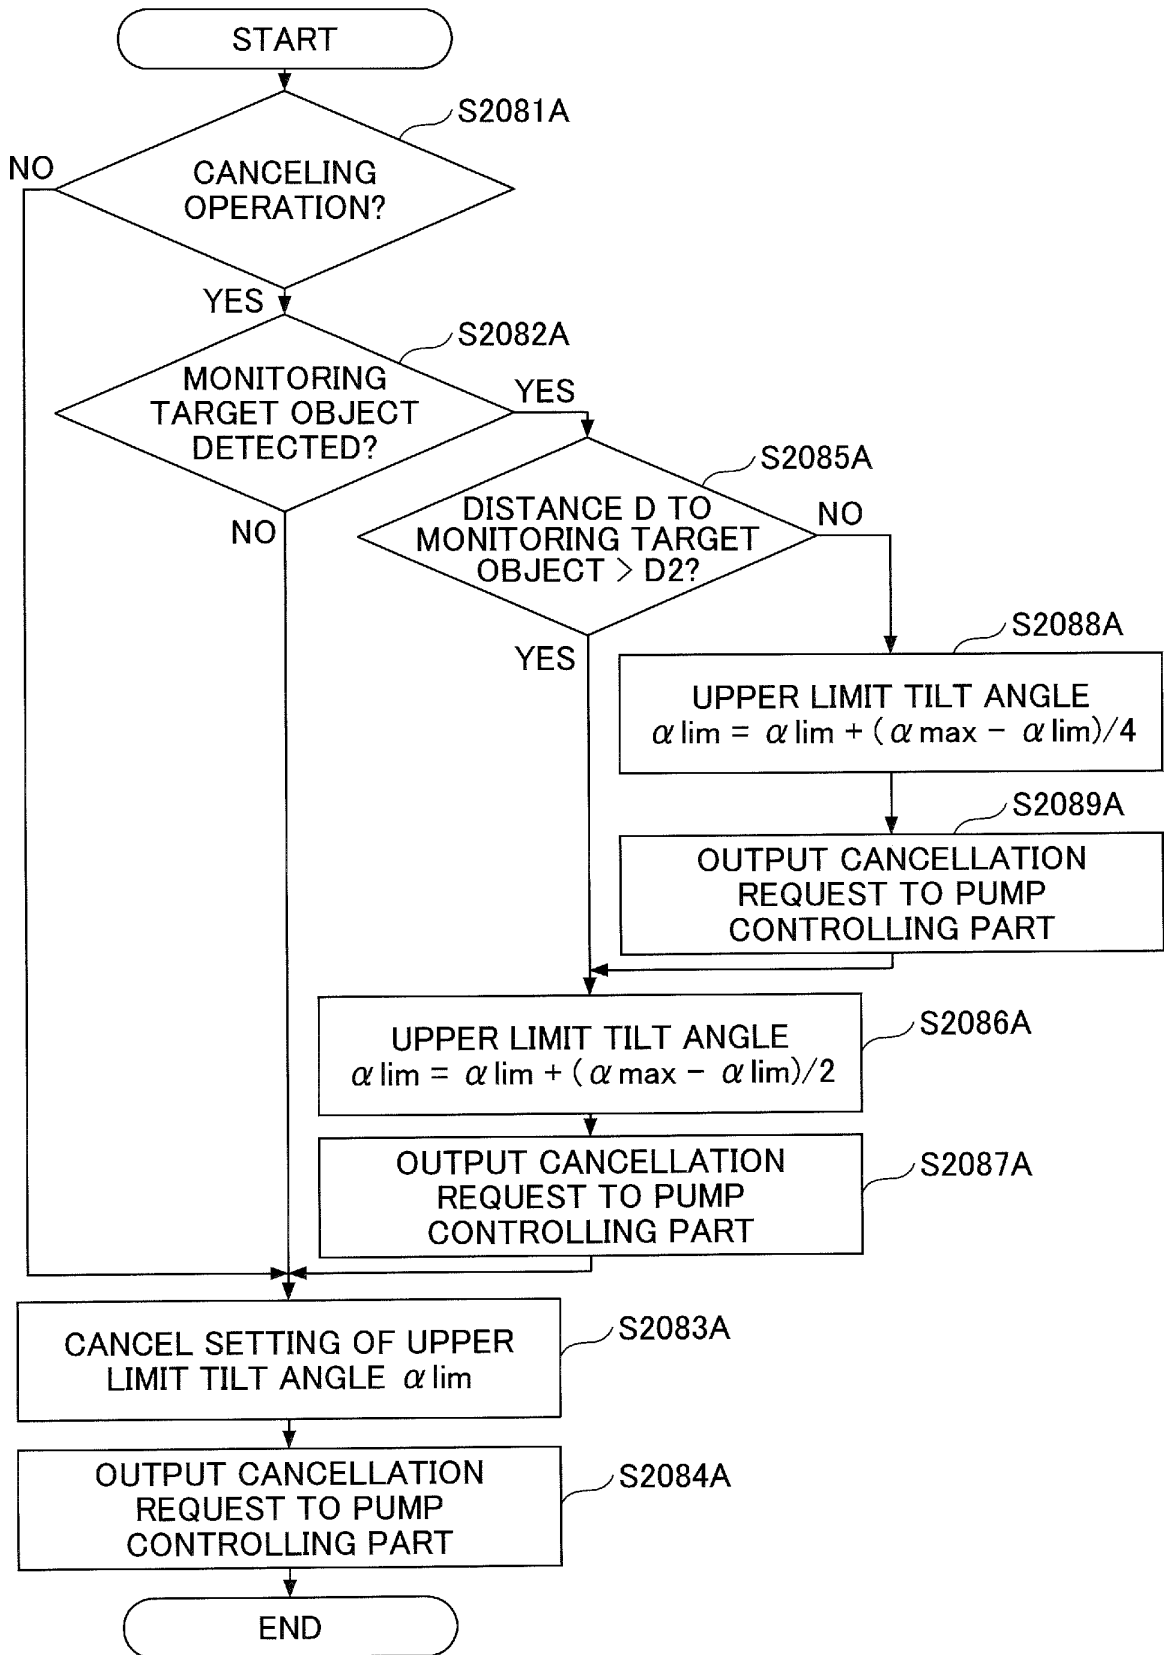 START
S2081A
NO
CANCELING
OPERATION?
YES
S2082A
MONITORING
TARGET OBJECT
DETECTED?
YES
NO
S2085A
DISTANCE D TO
MONITORING TARGET
OBJECT > D2?
NO
YES
S2088A
UPPER LIMIT TILT ANGLE
α lim = α lim + (α max - α lim)/4
S2089A
OUTPUT CANCELLATION
REQUEST TO PUMP
CONTROLLING PART
S2086A
UPPER LIMIT TILT ANGLE
α lim = α lim + (α max - α lim)/2
S2087A
OUTPUT CANCELLATION
REQUEST TO PUMP
CONTROLLING PART
S2083A
CANCEL SETTING OF UPPER
LIMIT TILT ANGLE α lim
S2084A
OUTPUT CANCELLATION
REQUEST TO PUMP
CONTROLLING PART
END